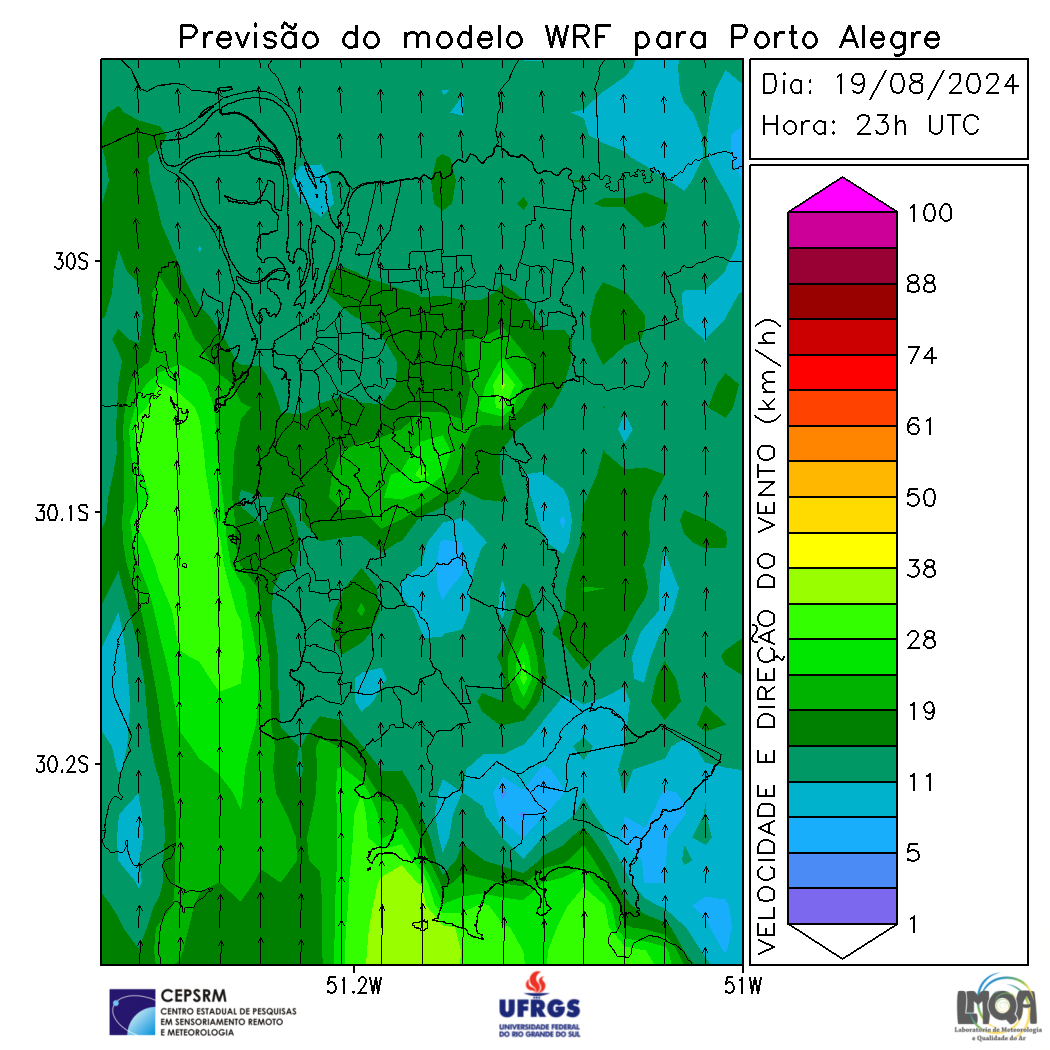 Previsão do modelo WRF para Porto Alegre
Dia: 19/08/2024
Hora: 23h UTC
30S
30.1S
30.2S
51.2W
51W
VELOCIDADE E DIREÇÃO DO VENTO (km/h)
100
88
74
61
50
38
28
19
11
5
1
CEPSRM
CENTRO ESTADUAL DE PESQUISAS
EM SENSORIAMENTO REMOTO
E METEOROLOGIA
UFRGS
UNIVERSIDADE FEDERAL
DO RIO GRANDE DO SUL
LMQA
Laboratório de Meteorologia
e Qualidade do Ar